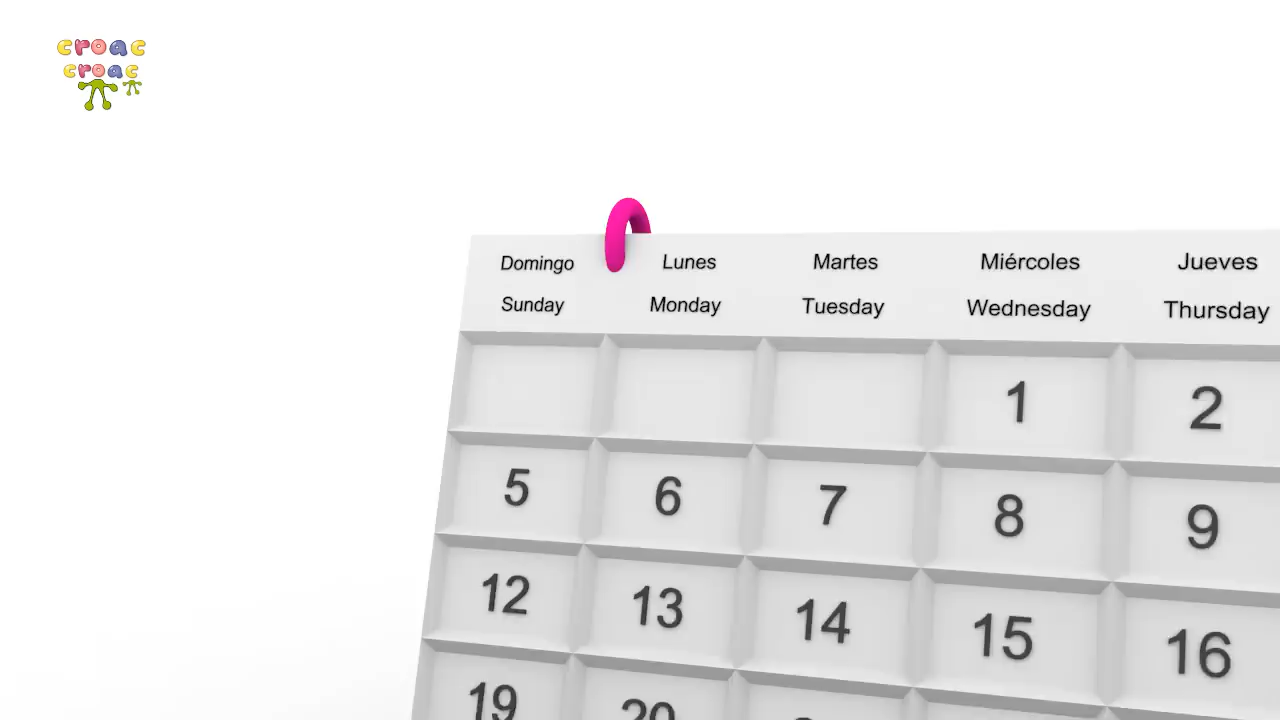 croac
croac
Domingo Lunes Martes Miércoles Jueves
Sunday Monday Tuesday Wednesday Thursday
1 2
5 6 7 8 9
12 13 14 15 16
19 20